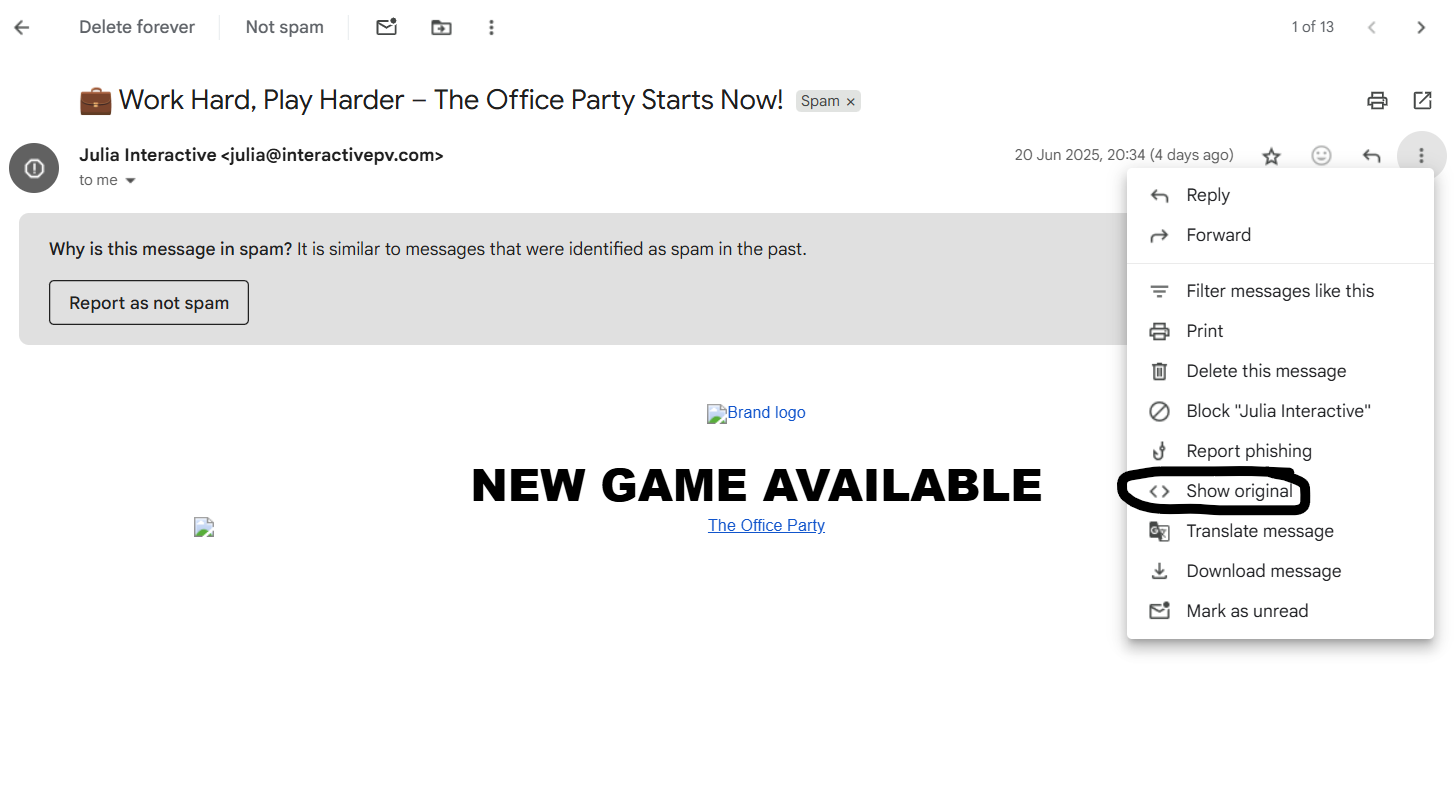 Delete forever Not spam 1 of 13
💼 Work Hard, Play Harder – The Office Party Starts Now! Spam ×
Julia Interactive <julia@interactivepv.com> 20 Jun 2025, 20:34 (4 days ago)
to me
Why is this message in spam? It is similar to messages that were identified as spam in the past.
Report as not spam
Brand logo
NEW GAME AVAILABLE
The Office Party
Reply
Forward
Filter messages like this
Print
Delete this message
Block "Julia Interactive"
Report phishing
Show original
Translate message
Download message
Mark as unread